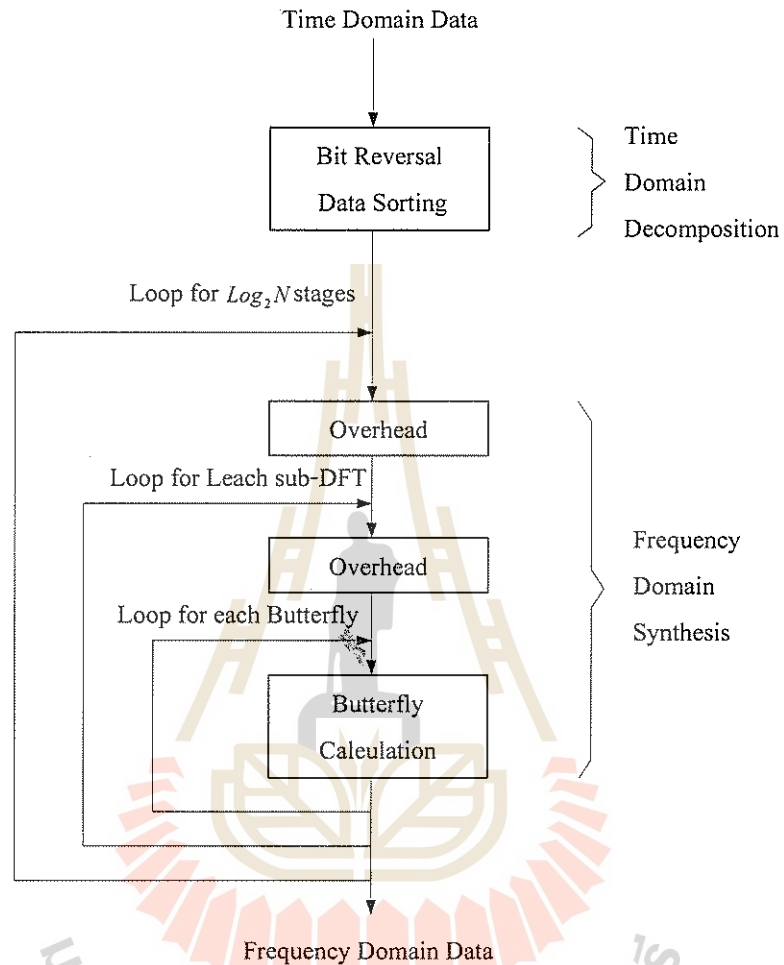 Time Domain Data
Bit Reversal
Data Sorting
Time
Domain
Decomposition
Loop for Log₂N stages
Overhead
Loop for Leach sub-DFT
Overhead
Loop for each Butterfly
Frequency
Domain
Synthesis
Butterfly
Caleulation
Frequency Domain Data